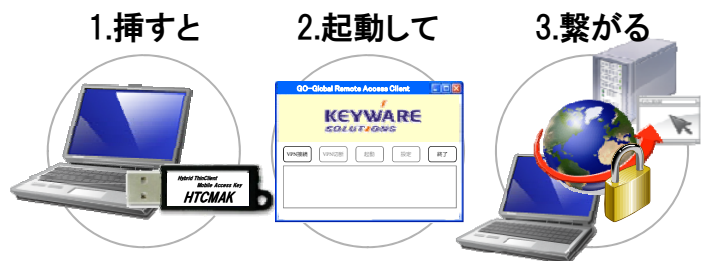 1.挿すと
2.起動して
3.繋がる
GO-Global Remote Access Client
KEYWARE
SOLUTIONS
VPN接続
VPN切断
起動
設定
終了
Hybrid ThinClient
Mobile Access Key
HTCMAK